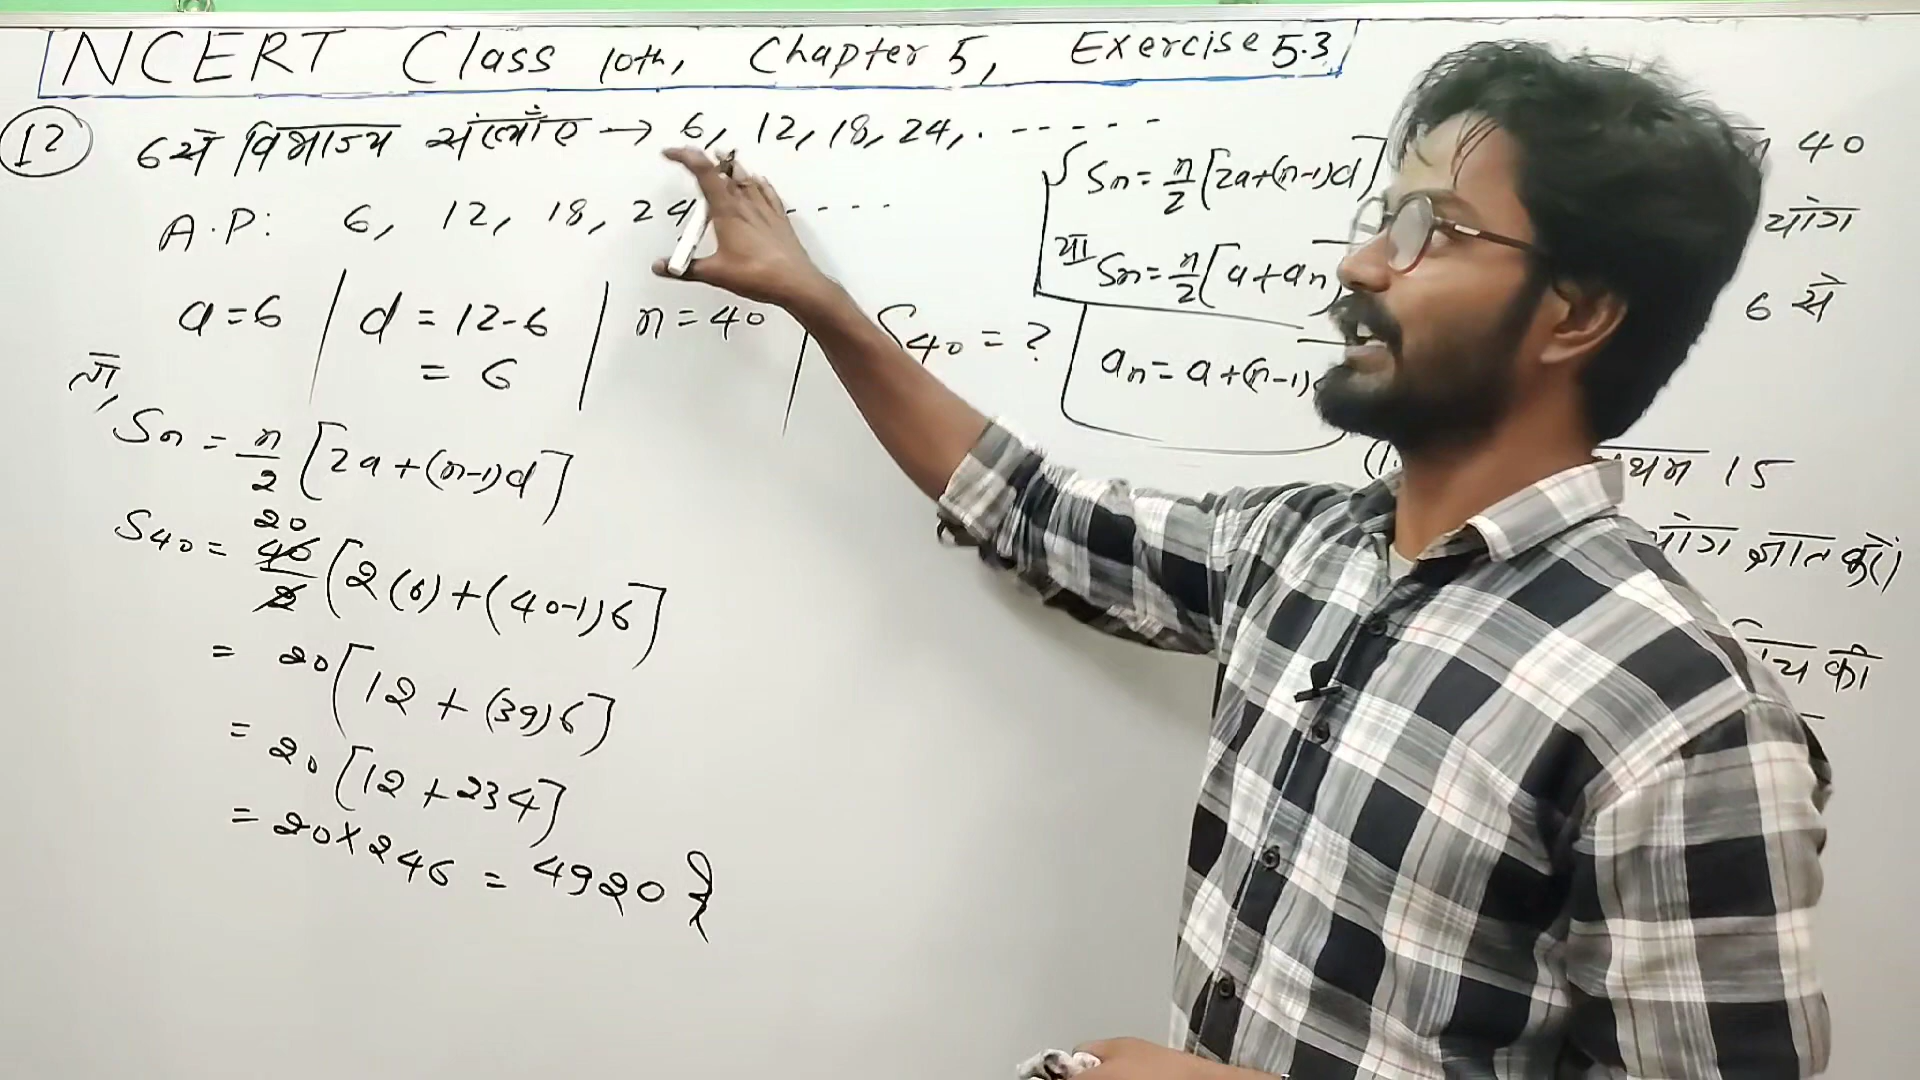 NCERT Class 10th, Chapter 5, Exercise 5.3
12
6 से विभाज्य संख्याएँ → 6, 12, 18, 24, . - - - - -
A.P: 6, 12, 18, 24, - - - -
a = 6 | d = 12-6 | n = 40 | S40 = ?
= 6
तो,
Sn = n/2 [2a+(n-1)d]
S40 = 20 40/2 [2(6)+(40-1)6]
= 20 [12 + (39)6]
= 20 [12 + 234]
= 20 × 246 = 4920
Sn = n/2 [2a+(n-1)d]
या Sn = n/2 [a+an
an = a+(n-1)
40
योग
6 से
15
योग ज्ञात करें।
की